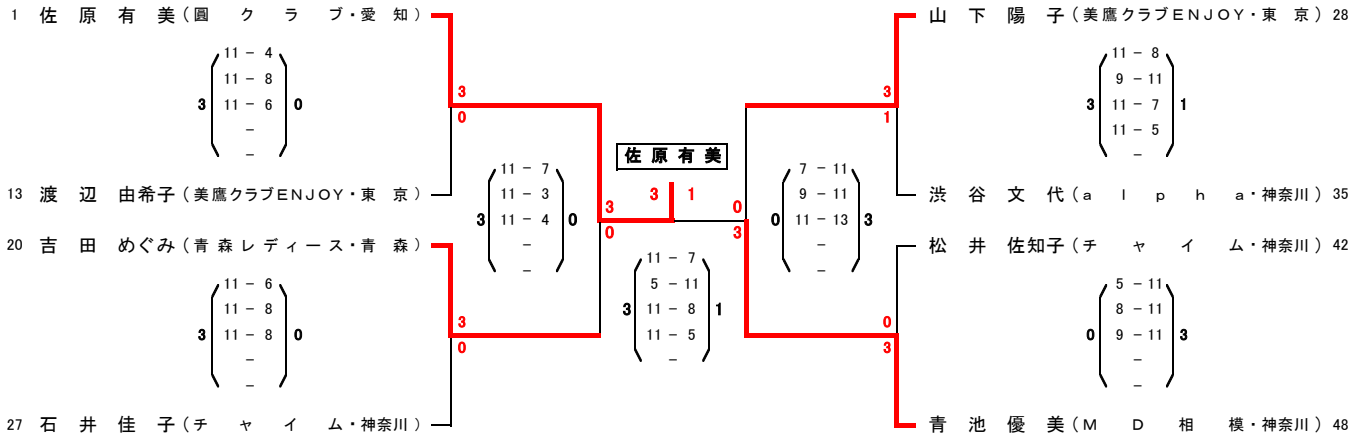 1 佐原有美(圓クラブ・愛知)
11 - 4
11 - 8
3 11 - 6 0
-
-
13 渡辺由希子(美鷹クラブENJOY・東京)
3
0
20 吉田めぐみ(青森レディース・青森)
11 - 6
11 - 8
3 11 - 8 0
-
-
27 石井佳子(チャイム・神奈川)
3
0
11 - 7
11 - 3
3 11 - 4 0
-
-
3
0
佐原有美
3 1
11 - 7
5 - 11
3 11 - 8 1
11 - 5
-
0
3
7 - 11
9 - 11
0 11 - 13 3
-
-
山下陽子(美鷹クラブENJOY・東京) 28
11 - 8
9 - 11
3 11 - 7 1
11 - 5
-
渋谷文代(alpha・神奈川) 35
3
1
松井佐知子(チャイム・神奈川) 42
5 - 11
8 - 11
0 9 - 11 3
-
-
青池優美(MD相模・神奈川) 48
0
3